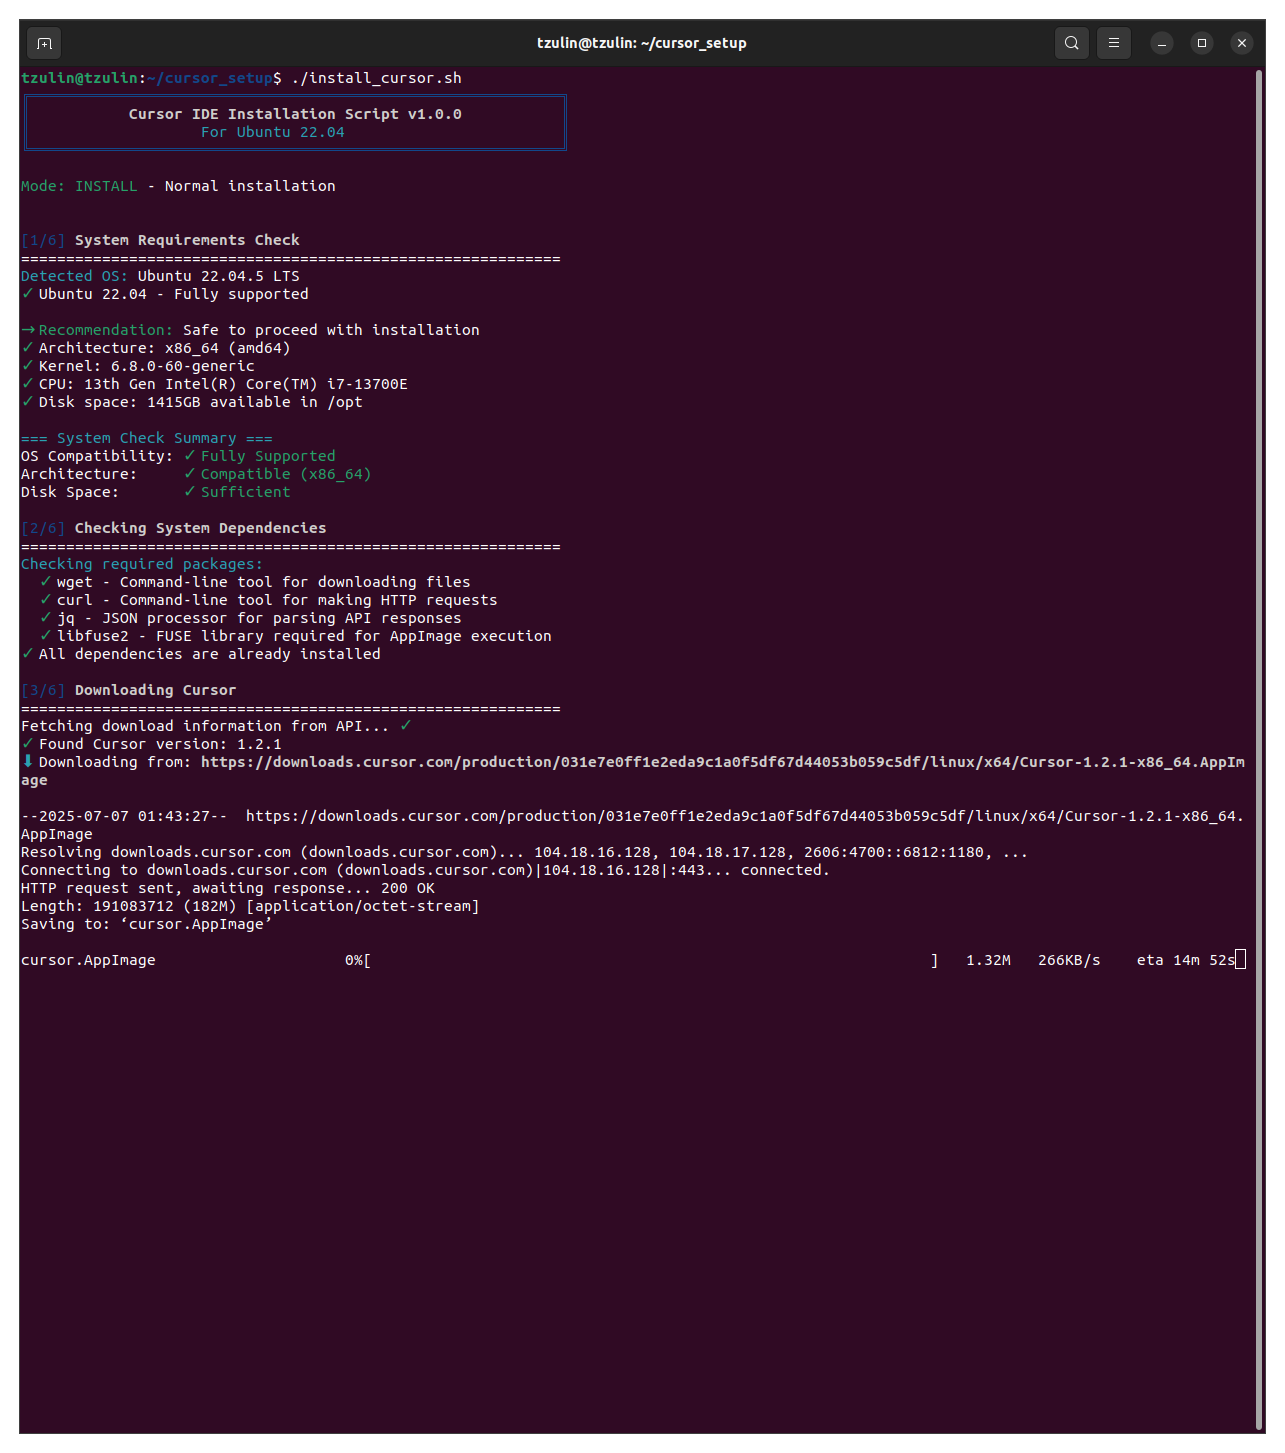 tzulin@tzulin: ~/cursor_setup
tzulin@tzulin:~/cursor_setup$ ./install_cursor.sh
Cursor IDE Installation Script v1.0.0
For Ubuntu 22.04
Mode: INSTALL - Normal installation
[1/6] System Requirements Check
============================================================
Detected OS: Ubuntu 22.04.5 LTS
✓ Ubuntu 22.04 - Fully supported
→ Recommendation: Safe to proceed with installation
✓ Architecture: x86_64 (amd64)
✓ Kernel: 6.8.0-60-generic
✓ CPU: 13th Gen Intel(R) Core(TM) i7-13700E
✓ Disk space: 1415GB available in /opt
=== System Check Summary ===
OS Compatibility: ✓ Fully Supported
Architecture:     ✓ Compatible (x86_64)
Disk Space:       ✓ Sufficient
[2/6] Checking System Dependencies
============================================================
Checking required packages:
  ✓ wget - Command-line tool for downloading files
  ✓ curl - Command-line tool for making HTTP requests
  ✓ jq - JSON processor for parsing API responses
  ✓ libfuse2 - FUSE library required for AppImage execution
✓ All dependencies are already installed
[3/6] Downloading Cursor
============================================================
Fetching download information from API... ✓
✓ Found Cursor version: 1.2.1
⬇ Downloading from: https://downloads.cursor.com/production/031e7e0ff1e2eda9c1a0f5df67d44053b059c5df/linux/x64/Cursor-1.2.1-x86_64.AppIm
age
--2025-07-07 01:43:27--  https://downloads.cursor.com/production/031e7e0ff1e2eda9c1a0f5df67d44053b059c5df/linux/x64/Cursor-1.2.1-x86_64.
AppImage
Resolving downloads.cursor.com (downloads.cursor.com)... 104.18.16.128, 104.18.17.128, 2606:4700::6812:1180, ...
Connecting to downloads.cursor.com (downloads.cursor.com)|104.18.16.128|:443... connected.
HTTP request sent, awaiting response... 200 OK
Length: 191083712 (182M) [application/octet-stream]
Saving to: ‘cursor.AppImage’
cursor.AppImage                     0%[                                                              ]   1.32M   266KB/s    eta 14m 52s